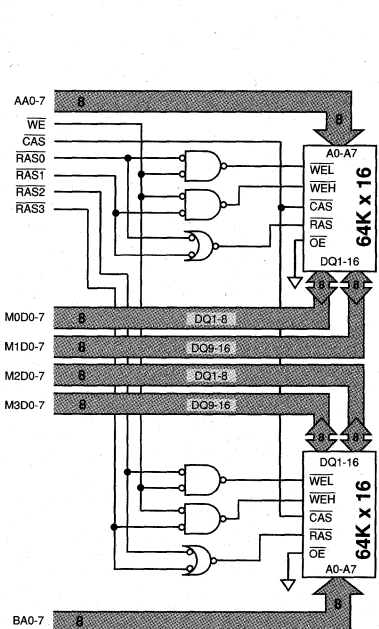 AA0-7 8 8
WE
CAS
RAS0
RAS1
RAS2
RAS3
A0-A7
WEL
WEH
CAS
RAS
OE
64K x 16
DQ1-16
8 8
M0D0-7 8 DQ1-8
M1D0-7 8 DQ9-16
M2D0-7 8 DQ1-8
M3D0-7 8 DQ9-16
8 8
DQ1-16
WEL
WEH
CAS
RAS
OE
64K x 16
A0-A7
8
BA0-7 8